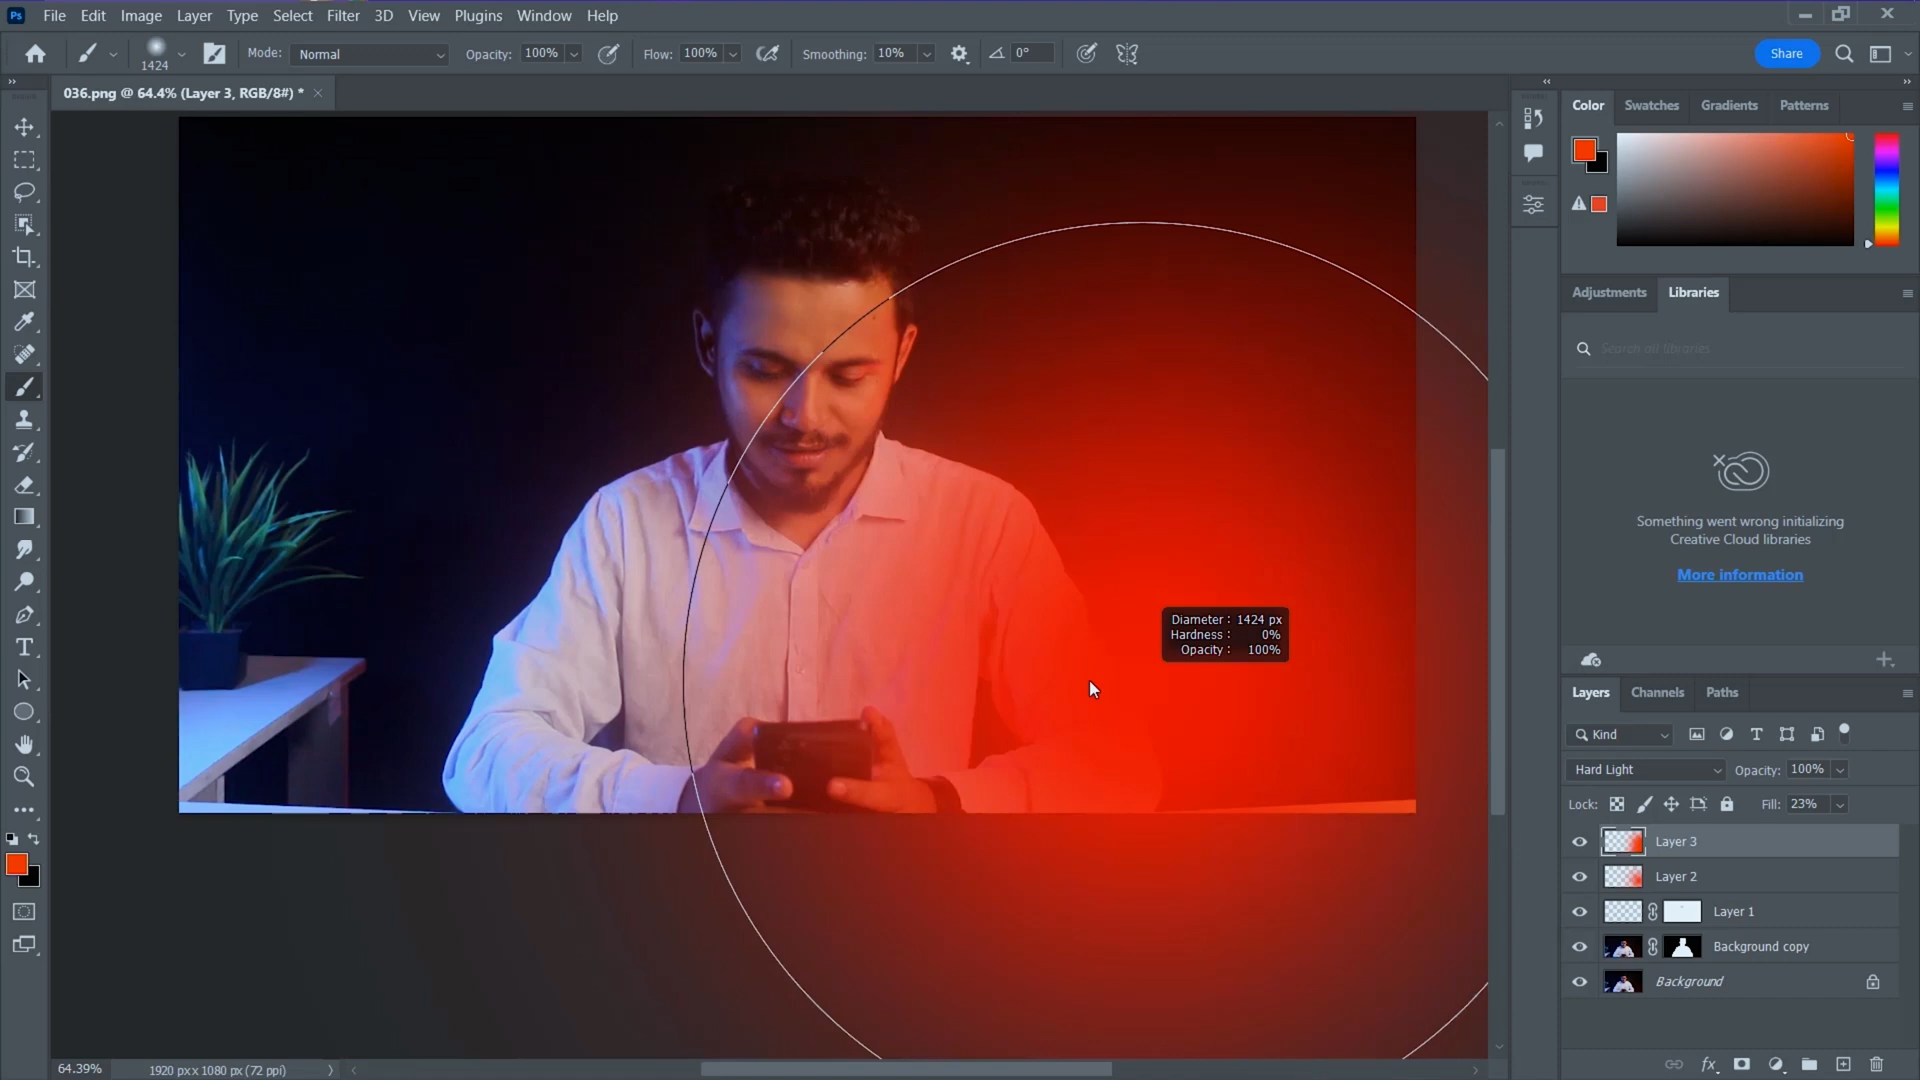 Ps File Edit Image Layer Type Select Filter 3D View Plugins Window Help
1424 Mode: Normal Opacity: 100% Flow: 100% Smoothing: 10% 0° Share
036.png @ 64.4% (Layer 3, RGB/8#) *
Color Swatches Gradients Patterns
Adjustments Libraries
Search all libraries
Something went wrong initializing
Creative Cloud libraries
More information
Diameter : 1424 px
Hardness : 0%
Opacity : 100%
Layers Channels Paths
Kind
Hard Light Opacity: 100%
Lock: Fill: 23%
Layer 3
Layer 2
Layer 1
Background copy
Background
64.39% 1920 px x 1080 px (72 ppi)
fx